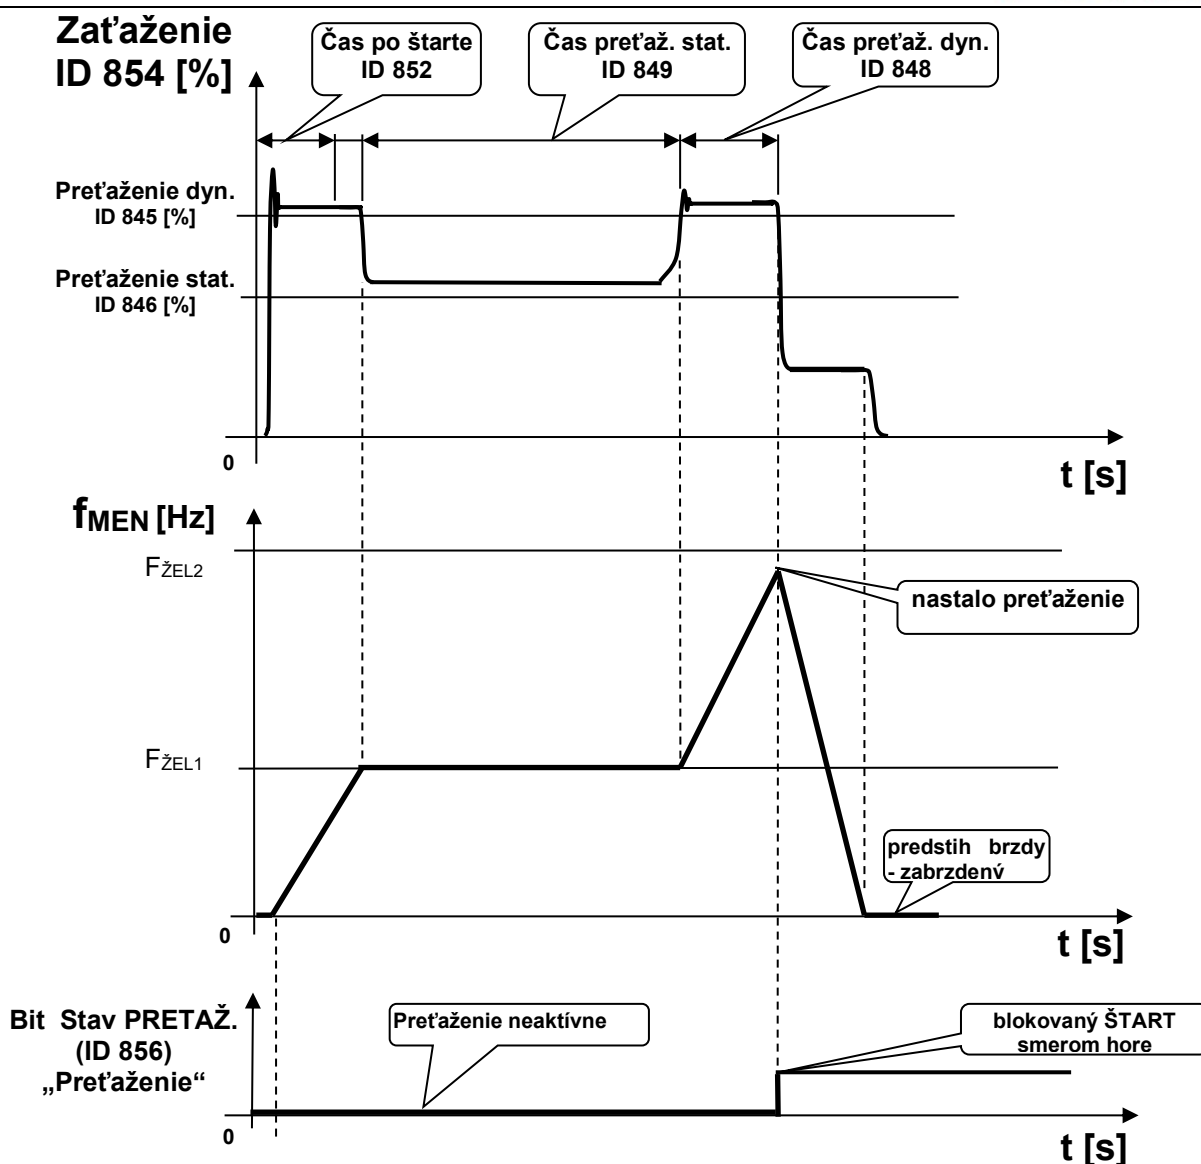 Zaťaženie
ID 854 [%]
Čas po štarte
ID 852
Čas preťaž. stat.
ID 849
Čas preťaž. dyn.
ID 848
Preťaženie dyn.
ID 845 [%]
Preťaženie stat.
ID 846 [%]
0
t [s]
fMEN [Hz]
FŽEL2
nastalo preťaženie
FŽEL1
predstih brzdy
- zabrzdený
0
t [s]
Bit Stav PRETAŽ.
(ID 856)
„Preťaženie“
Preťaženie neaktívne
blokovaný ŠTART
smerom hore
0
t [s]